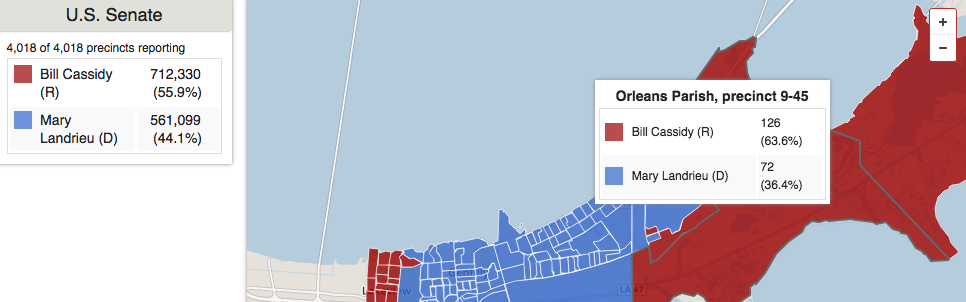 U.S. Senate
4,018 of 4,018 precincts reporting
Bill Cassidy 712,330
(R) (55.9%)
Mary 561,099
Landrieu (D) (44.1%)
+
−
Orleans Parish, precinct 9-45
Bill Cassidy (R) 126
(63.6%)
Mary Landrieu (D) 72
(36.4%)
LA 47